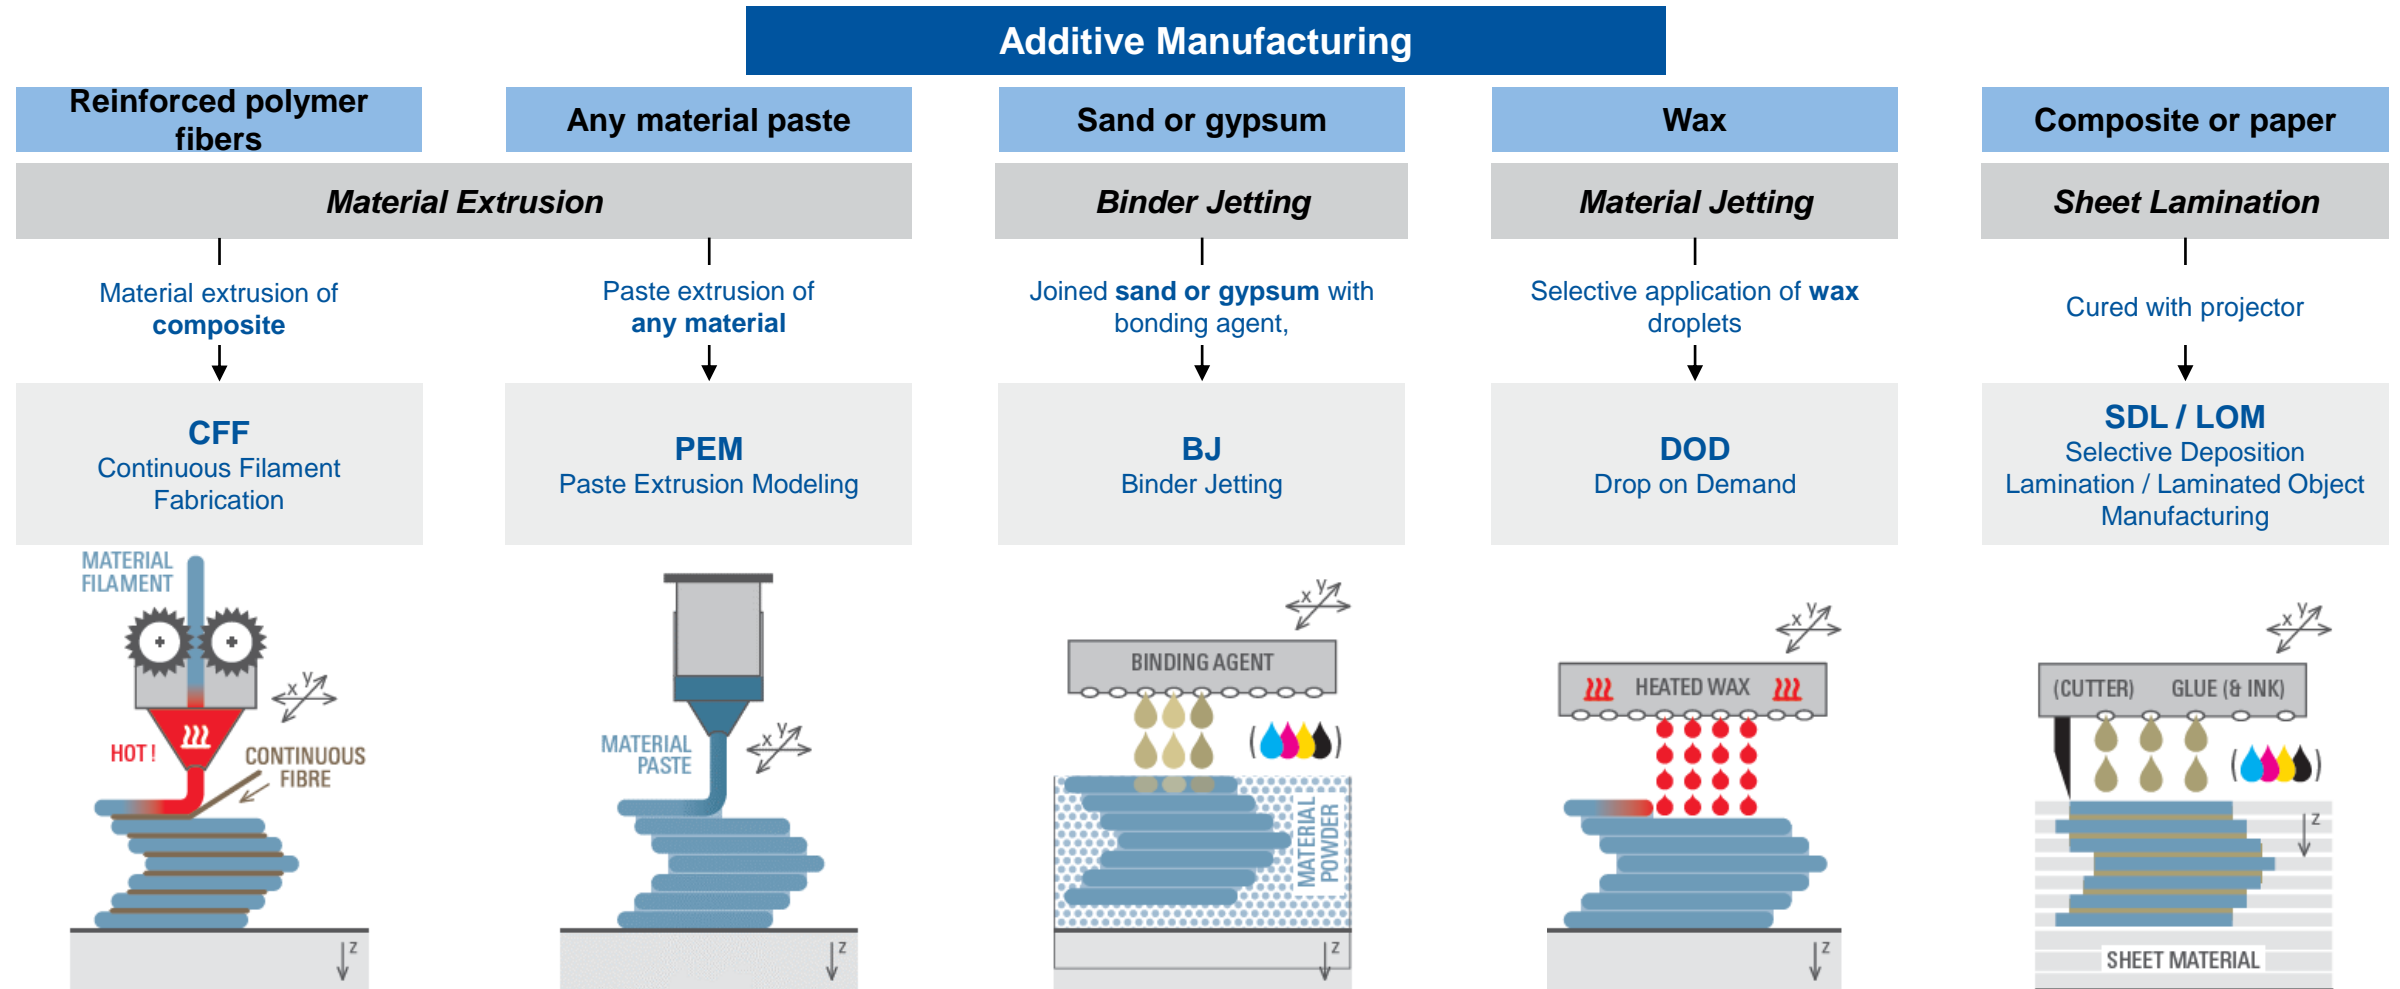 Additive Manufacturing
Reinforced polymer
fibers
Any material paste
Sand or gypsum
Wax
Composite or paper
Material Extrusion
Binder Jetting
Material Jetting
Sheet Lamination
Material extrusion of
composite
Paste extrusion of
any material
Joined sand or gypsum with
bonding agent,
Selective application of wax
droplets
Cured with projector
CFF
Continuous Filament
Fabrication
PEM
Paste Extrusion Modeling
BJ
Binder Jetting
DOD
Drop on Demand
SDL / LOM
Selective Deposition
Lamination / Laminated Object
Manufacturing
MATERIAL
FILAMENT
x y
HOT !
CONTINUOUS
FIBRE
z
MATERIAL
PASTE
x y
z
x y
BINDING AGENT
MATERIAL
POWDER
z
x y
HEATED WAX
z
x y
(CUTTER) GLUE (& INK)
z
SHEET MATERIAL